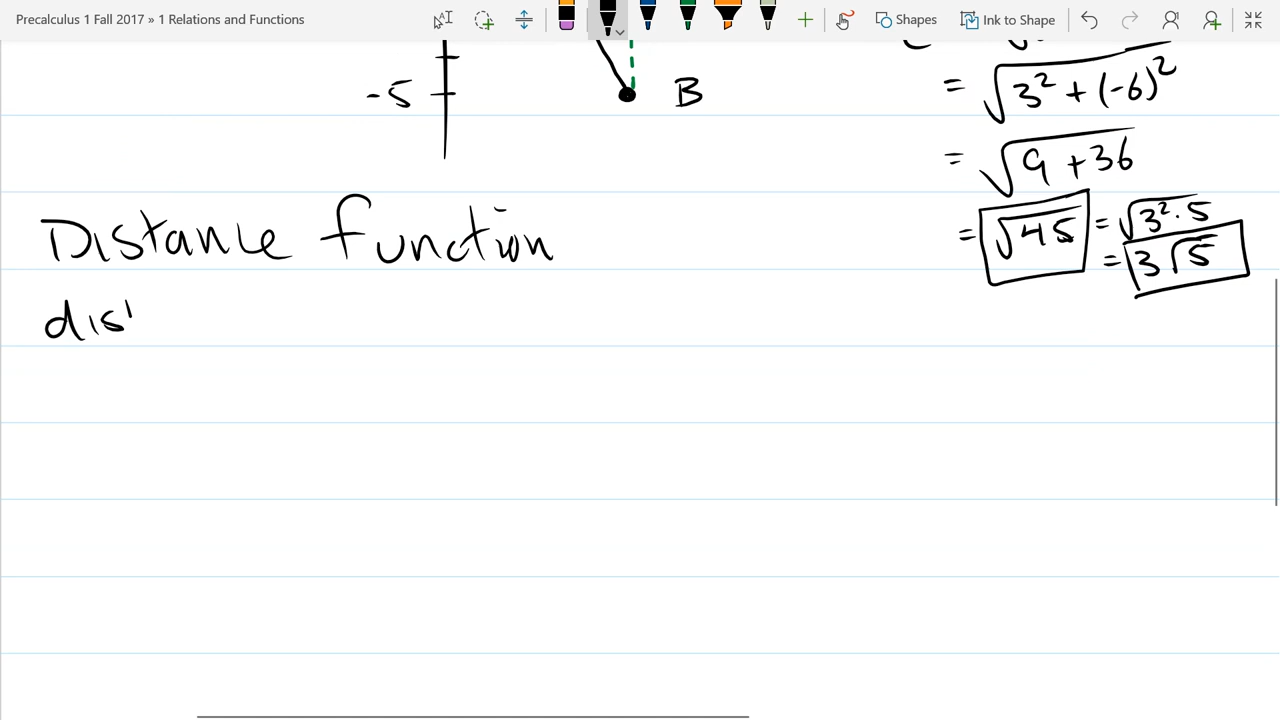 Precalculus 1 Fall 2017 » 1 Relations and Functions
Shapes
Ink to Shape
-5
B
= √3² + (-6)²
= √9 + 36
= √45 = √3² · 5
= 3√5
Distance function
dis